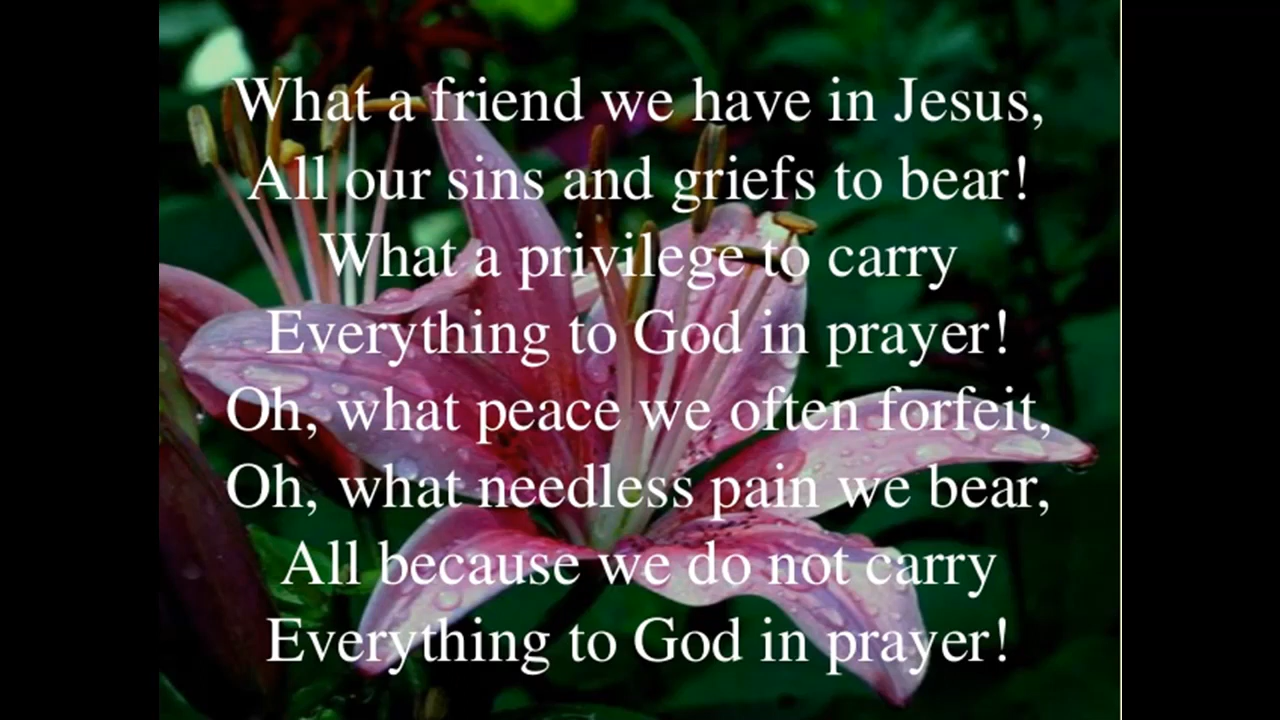 What a friend we have in Jesus,
All our sins and griefs to bear!
What a privilege to carry
Everything to God in prayer!
Oh, what peace we often forfeit,
Oh, what needless pain we bear,
All because we do not carry
Everything to God in prayer!